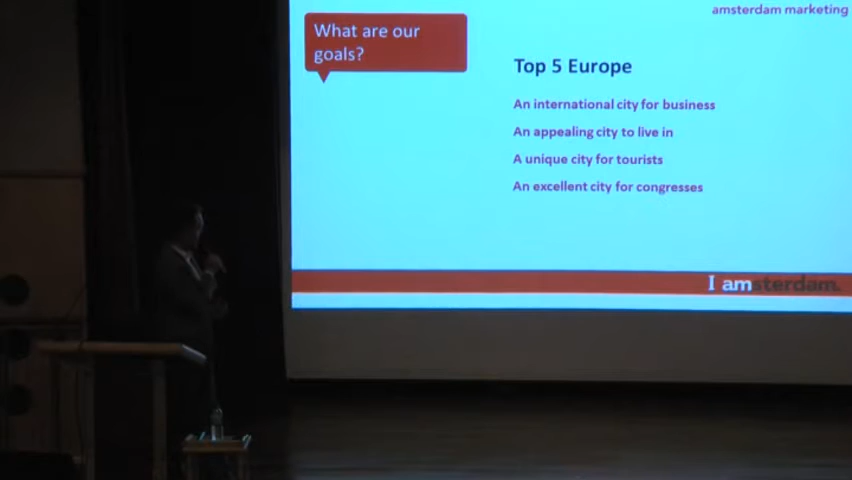 amsterdam marketing
What are our
goals?
Top 5 Europe
An international city for business
An appealing city to live in
A unique city for tourists
An excellent city for congresses
I amsterdam.